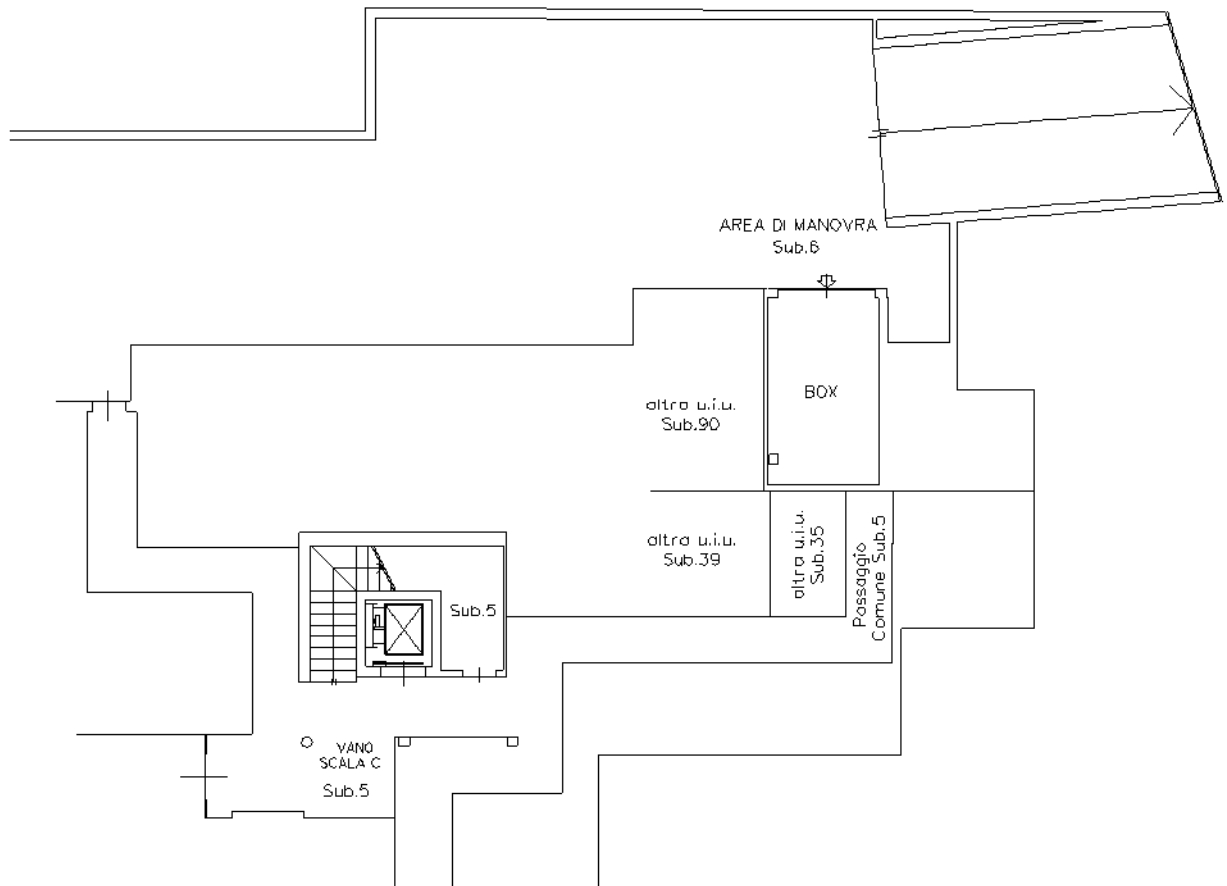 AREA DI MANOVRA
Sub.6
BOX
altra u.i.u.
Sub.90
altra u.i.u.
Sub.39
altra u.i.u.
Sub.35
Passaggio
Comune Sub.5
Sub.5
VANO
SCALA C
Sub.5